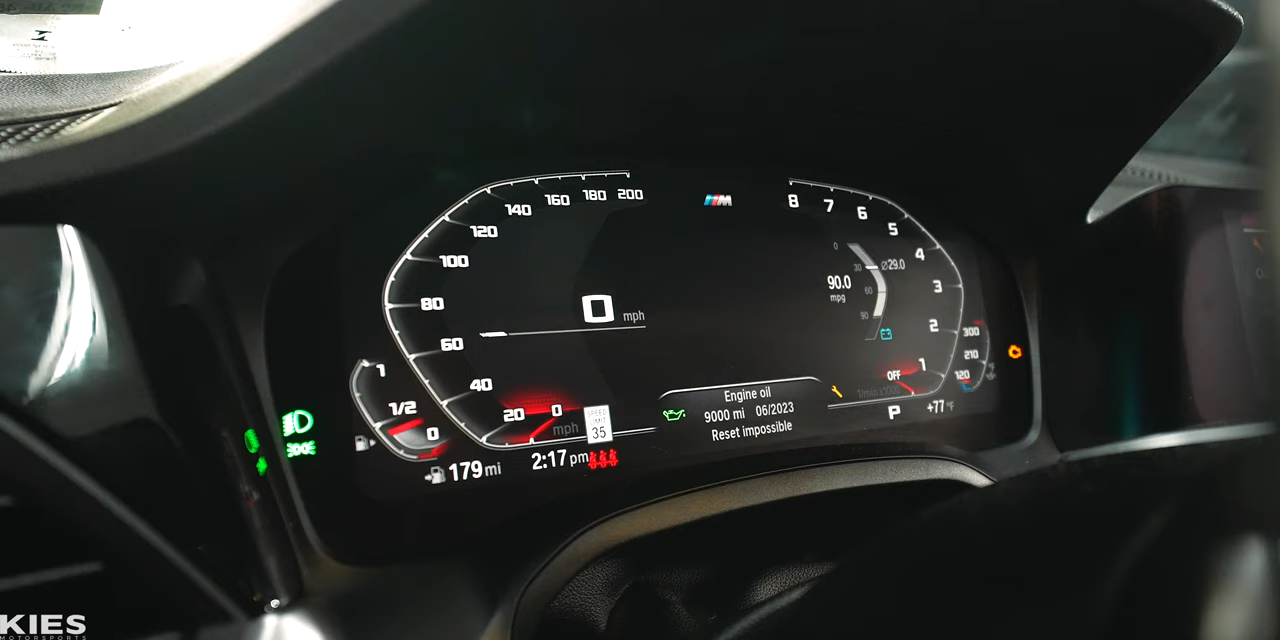 200
180
160
140
120
100
80
60
40
20
0
mph
0 mph
M
8
7
6
5
4
3
2
1
OFF
1/min x1000
0
30
60
90
Ø29.0
90.0
mpg
300
210
120
1
1/2
0
SPEED
LIMIT
35
Engine oil
9000 mi 06/2023
Reset impossible
P
+77 °F
179 mi
2:17 pm
KIES
MOTORSPORTS